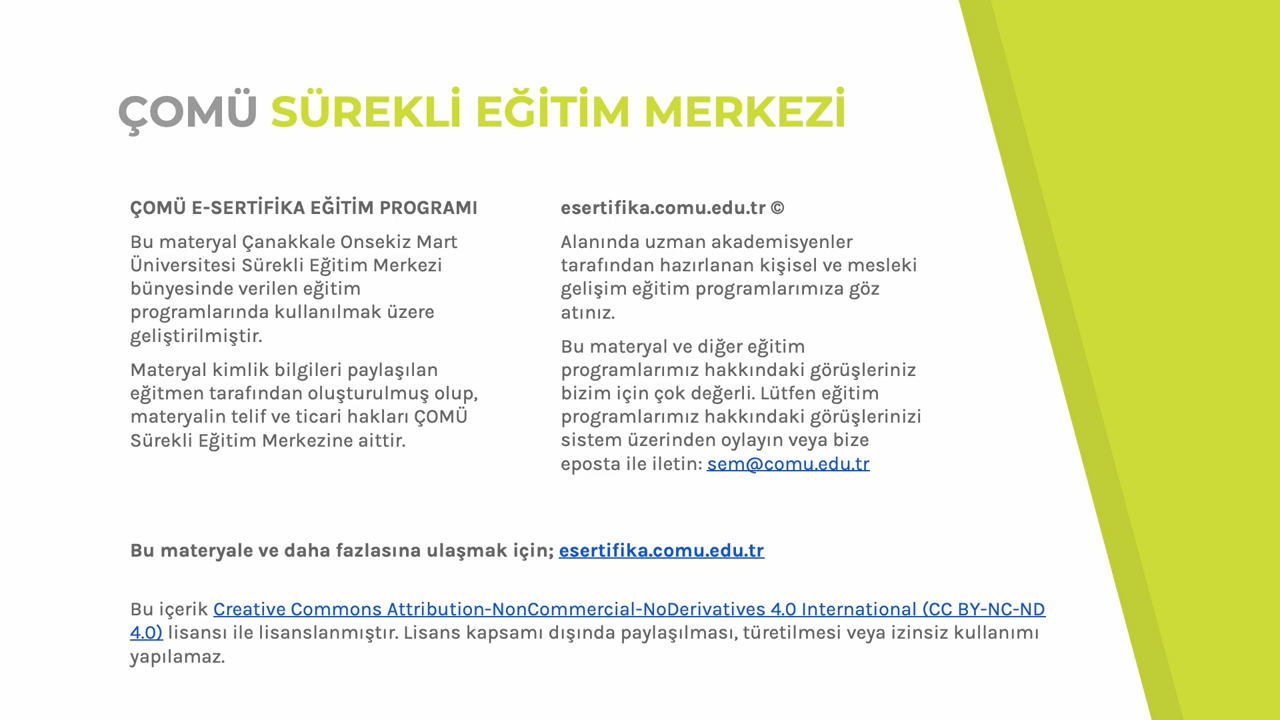 ÇOMÜ SÜREKLİ EĞİTİM MERKEZİ
ÇOMÜ E-SERTİFİKA EĞİTİM PROGRAMI
Bu materyal Çanakkale Onsekiz Mart
Üniversitesi Sürekli Eğitim Merkezi
bünyesinde verilen eğitim
programlarında kullanılmak üzere
geliştirilmiştir.
Materyal kimlik bilgileri paylaşılan
eğitmen tarafından oluşturulmuş olup,
materyalin telif ve ticari hakları ÇOMÜ
Sürekli Eğitim Merkezine aittir.
esertifika.comu.edu.tr ©
Alanında uzman akademisyenler
tarafından hazırlanan kişisel ve mesleki
gelişim eğitim programlarımıza göz
atınız.
Bu materyal ve diğer eğitim
programlarımız hakkındaki görüşleriniz
bizim için çok değerli. Lütfen eğitim
programlarımız hakkındaki görüşlerinizi
sistem üzerinden oylayın veya bize
eposta ile iletin: sem@comu.edu.tr
Bu materyale ve daha fazlasına ulaşmak için; esertifika.comu.edu.tr
Bu içerik Creative Commons Attribution-NonCommercial-NoDerivatives 4.0 International (CC BY-NC-ND
4.0) lisansı ile lisanslanmıştır. Lisans kapsamı dışında paylaşılması, türetilmesi veya izinsiz kullanımı
yapılamaz.